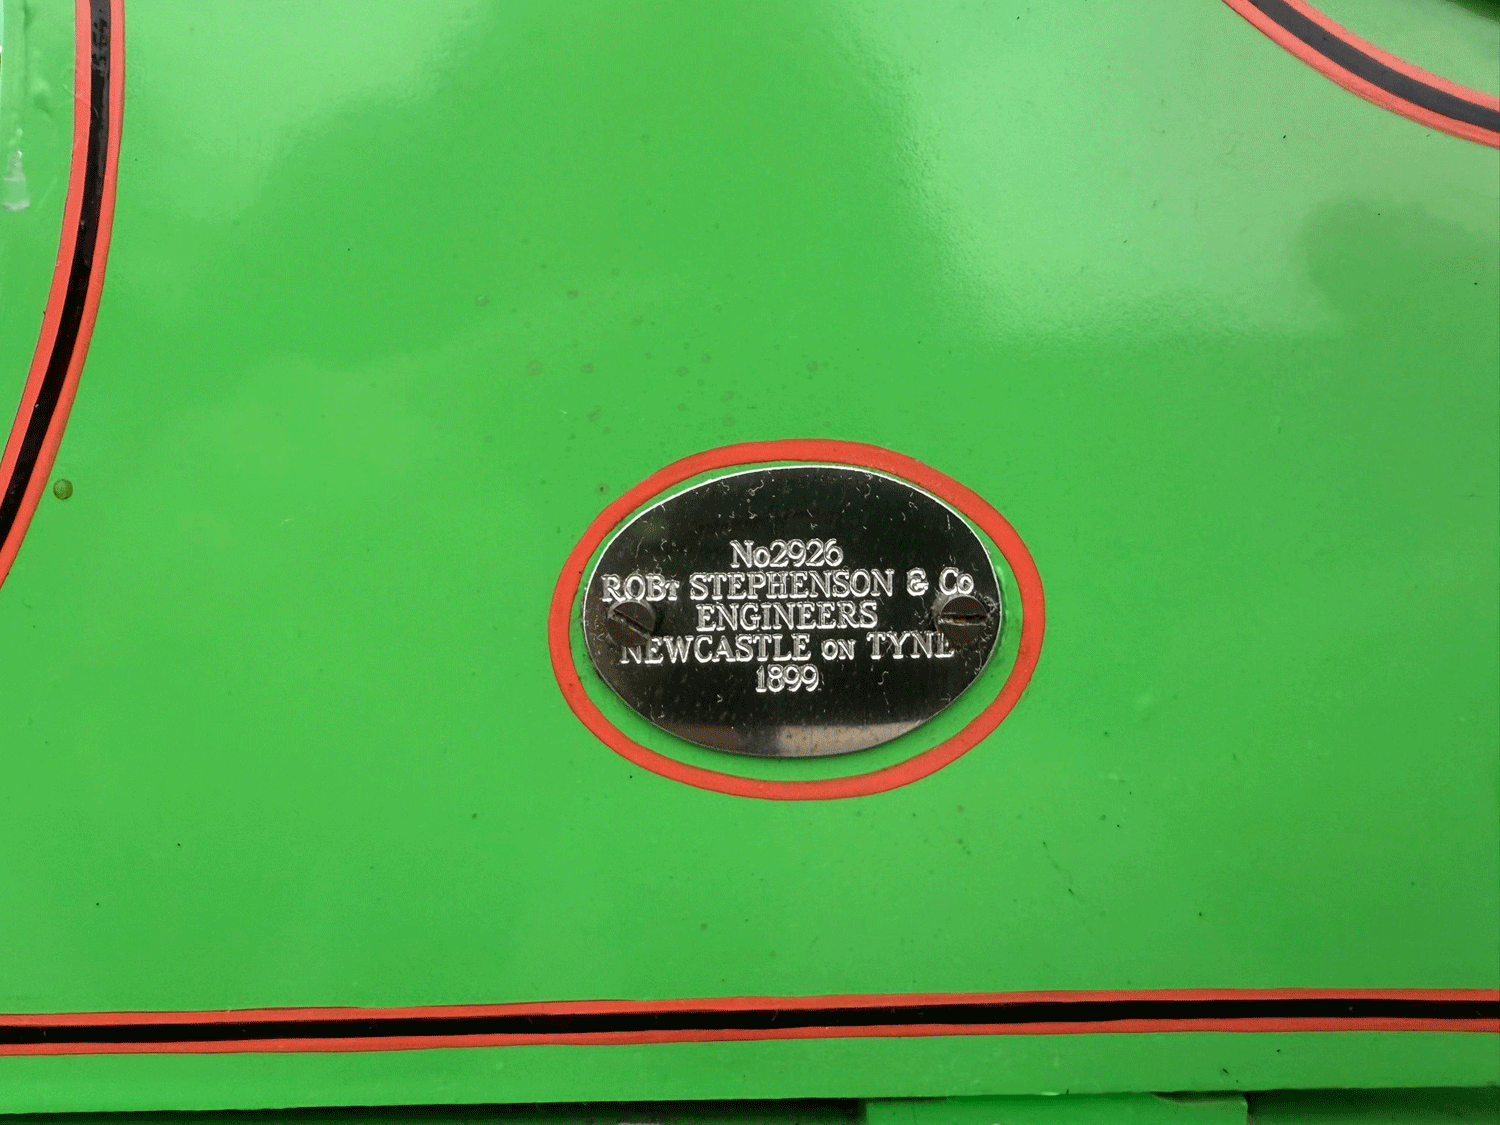 No2926
ROBT STEPHENSON & Co
ENGINEERS
NEWCASTLE ON TYNE
1899